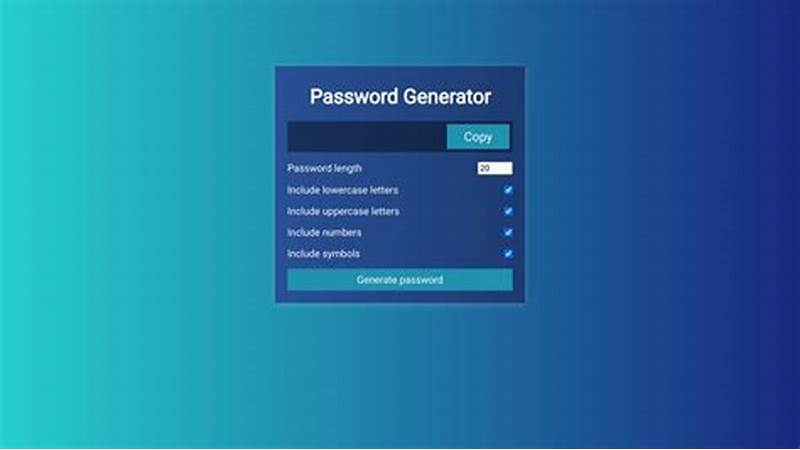 Password Generator
Copy
Password length 20
Include lowercase letters
Include uppercase letters
Include numbers
Include symbols
Generate password